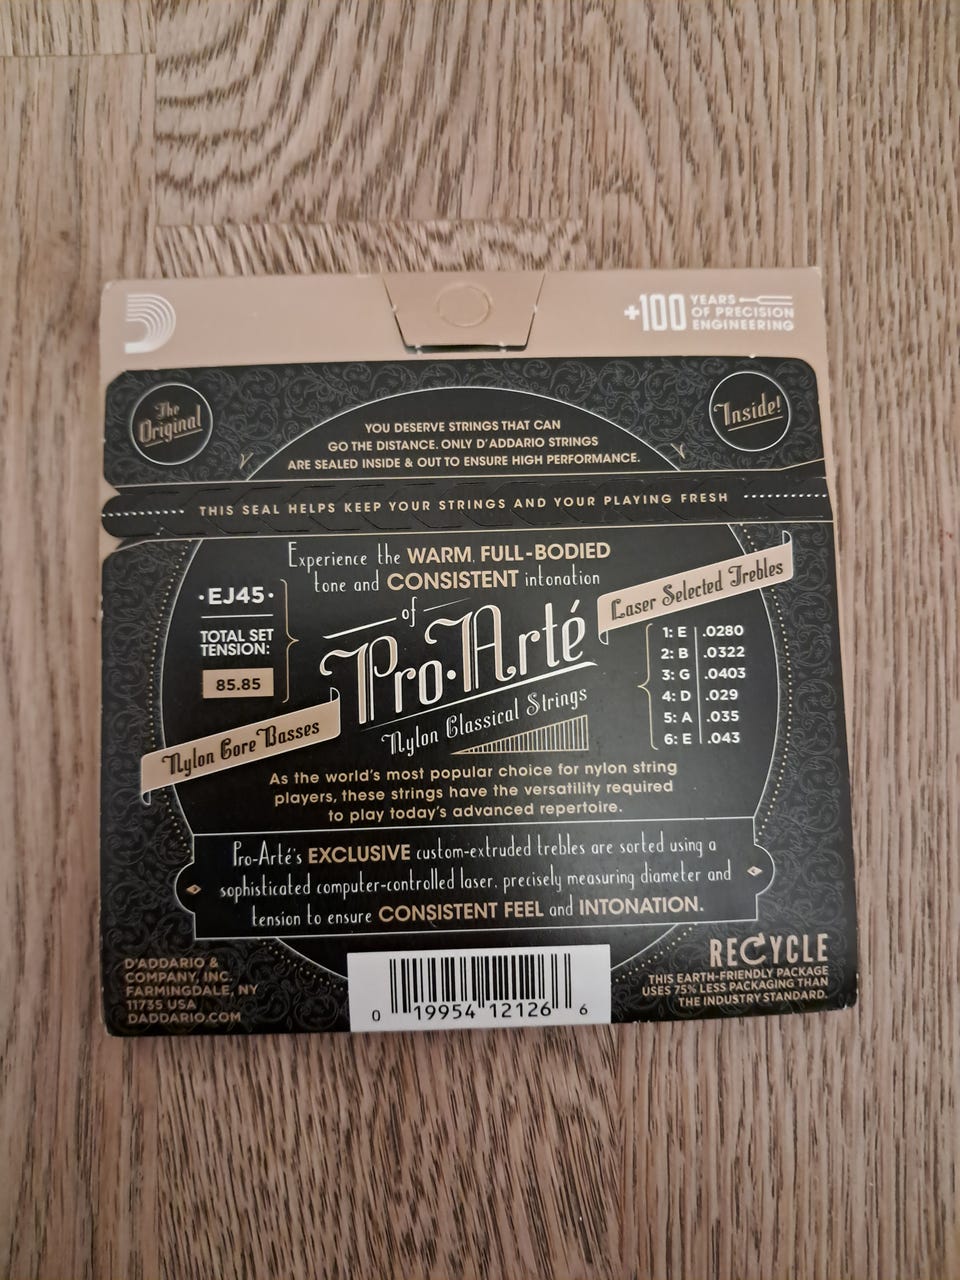 +100 YEARS
OF PRECISION
ENGINEERING
The
Original
Inside!
YOU DESERVE STRINGS THAT CAN
GO THE DISTANCE. ONLY D'ADDARIO STRINGS
ARE SEALED INSIDE & OUT TO ENSURE HIGH PERFORMANCE.
THIS SEAL HELPS KEEP YOUR STRINGS AND YOUR PLAYING FRESH
Experience the WARM, FULL-BODIED
tone and CONSISTENT intonation
of
Pro·Arté
Nylon Classical Strings
·EJ45·
TOTAL SET
TENSION:
85.85
Nylon Core Basses
Laser Selected Trebles
1: E .0280
2: B .0322
3: G .0403
4: D .029
5: A .035
6: E .043
As the world's most popular choice for nylon string
players, these strings have the versatility required
to play today's advanced repertoire.
Pro-Arté's EXCLUSIVE custom-extruded trebles are sorted using a
sophisticated computer-controlled laser, precisely measuring diameter and
tension to ensure CONSISTENT FEEL and INTONATION.
D'ADDARIO &
COMPANY, INC.
FARMINGDALE, NY
11735 USA
DADDARIO.COM
0 19954 12126 6
RECYCLE
THIS EARTH-FRIENDLY PACKAGE
USES 75% LESS PACKAGING THAN
THE INDUSTRY STANDARD.